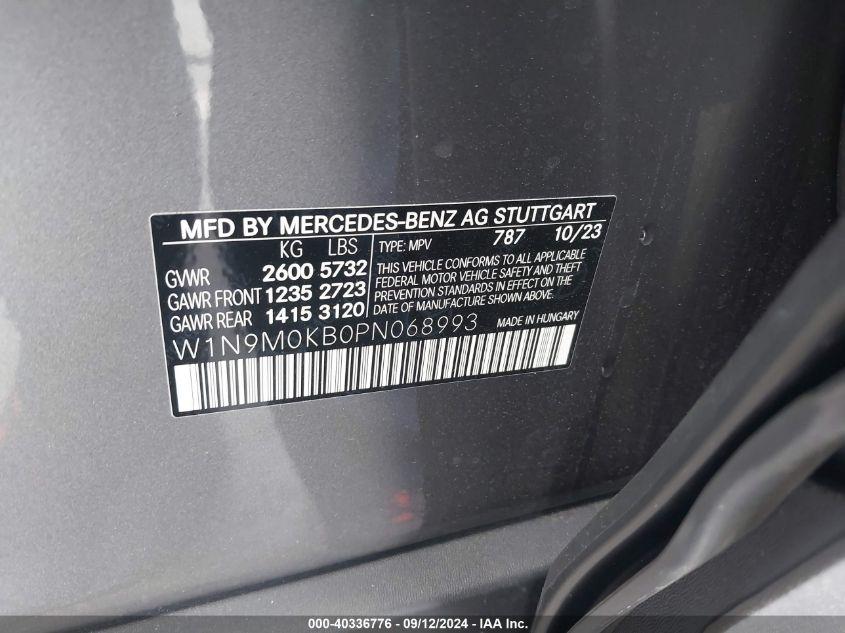 MFD BY MERCEDES-BENZ AG STUTTGART
KG LBS
GVWR 2600 5732
GAWR FRONT 1235 2723
GAWR REAR 1415 3120
TYPE: MPV 787 10/23
THIS VEHICLE CONFORMS TO ALL APPLICABLE
FEDERAL MOTOR VEHICLE SAFETY AND THEFT
PREVENTION STANDARDS IN EFFECT ON THE
DATE OF MANUFACTURE SHOWN ABOVE.
W1N9M0KB0PN068993 MADE IN HUNGARY
000-40336776 - 09/12/2024 - IAA Inc.